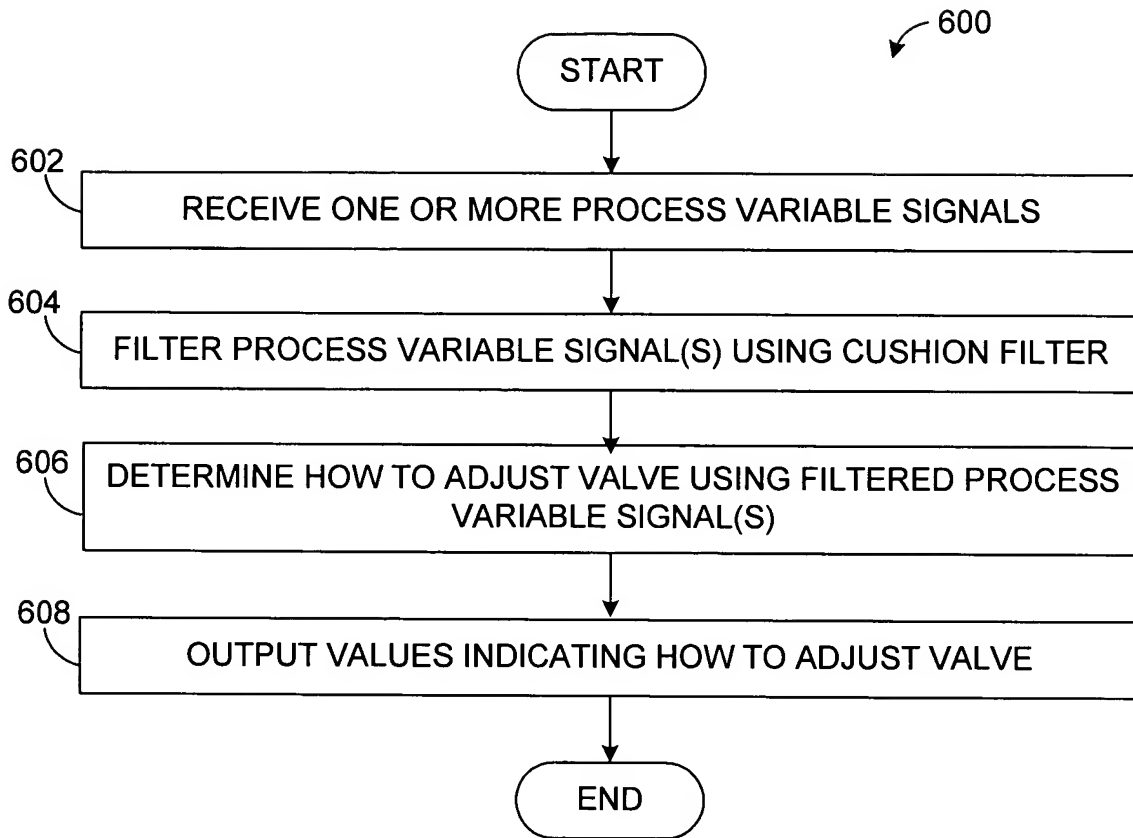 600
START
602
RECEIVE ONE OR MORE PROCESS VARIABLE SIGNALS
604
FILTER PROCESS VARIABLE SIGNAL(S) USING CUSHION FILTER
606
DETERMINE HOW TO ADJUST VALVE USING FILTERED PROCESS
VARIABLE SIGNAL(S)
608
OUTPUT VALUES INDICATING HOW TO ADJUST VALVE
END